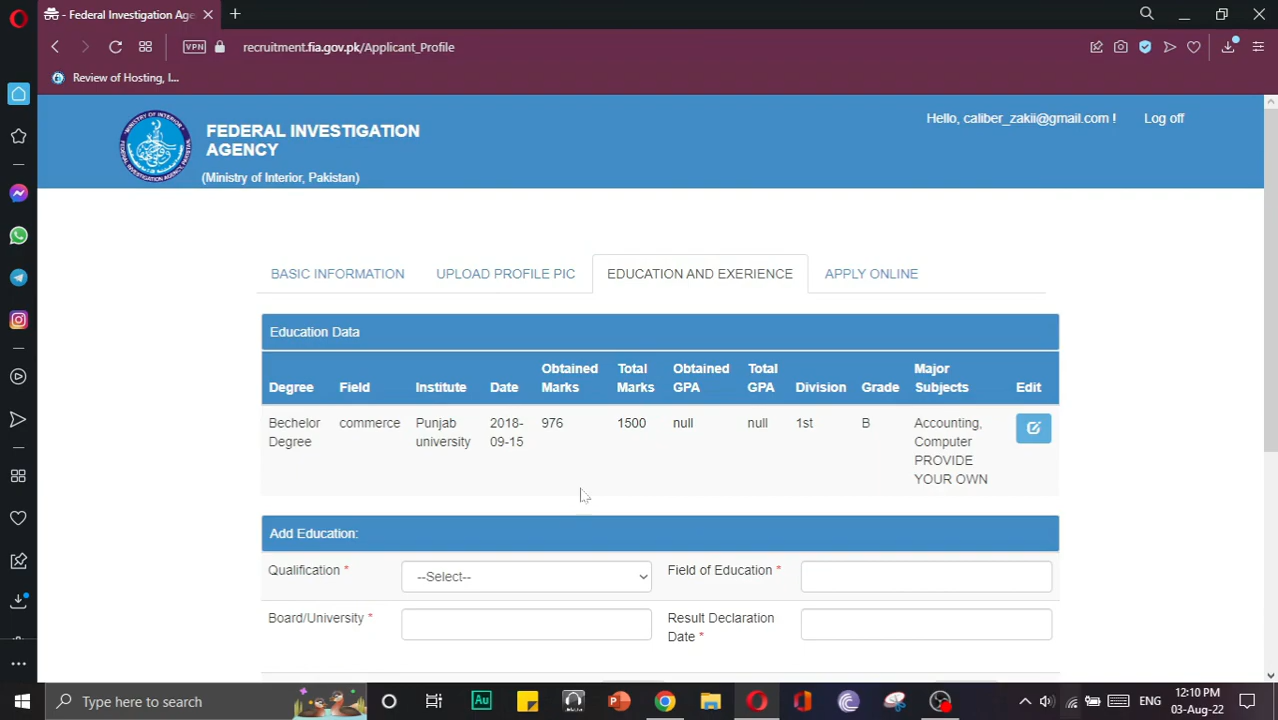 - Federal Investigation Age
VPN
recruitment.fia.gov.pk/Applicant_Profile
Review of Hosting, I...
FEDERAL INVESTIGATION
AGENCY
(Ministry of Interior, Pakistan)
Hello, caliber_zakii@gmail.com !
Log off
BASIC INFORMATION
UPLOAD PROFILE PIC
EDUCATION AND EXERIENCE
APPLY ONLINE
Education Data
Degree Field Institute Date Obtained Marks Total Marks Obtained GPA Total GPA Division Grade Major Subjects Edit
Bechelor Degree commerce Punjab university 2018-09-15 976 1500 null null 1st B Accounting, Computer PROVIDE YOUR OWN
Add Education:
Qualification *
--Select--
Field of Education *
Board/University *
Result Declaration
Date *
Type here to search
Au
ENG
12:10 PM
03-Aug-22